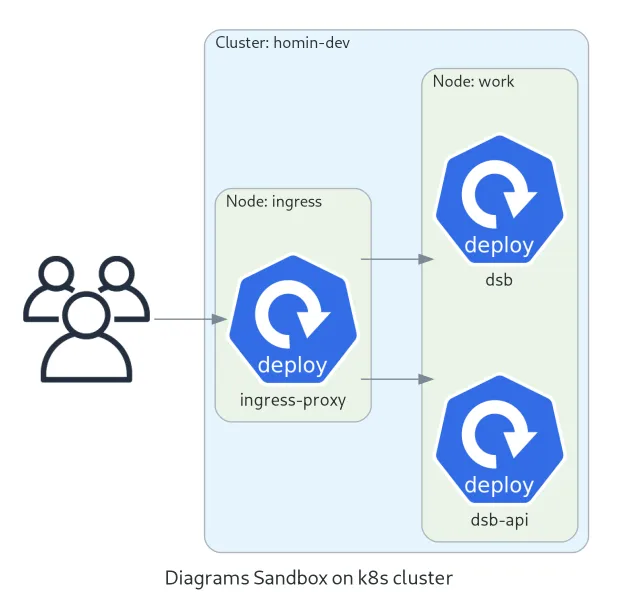 Cluster: homin-dev
Node: work
deploy
dsb
Node: ingress
deploy
ingress-proxy
deploy
dsb-api
Diagrams Sandbox on k8s cluster